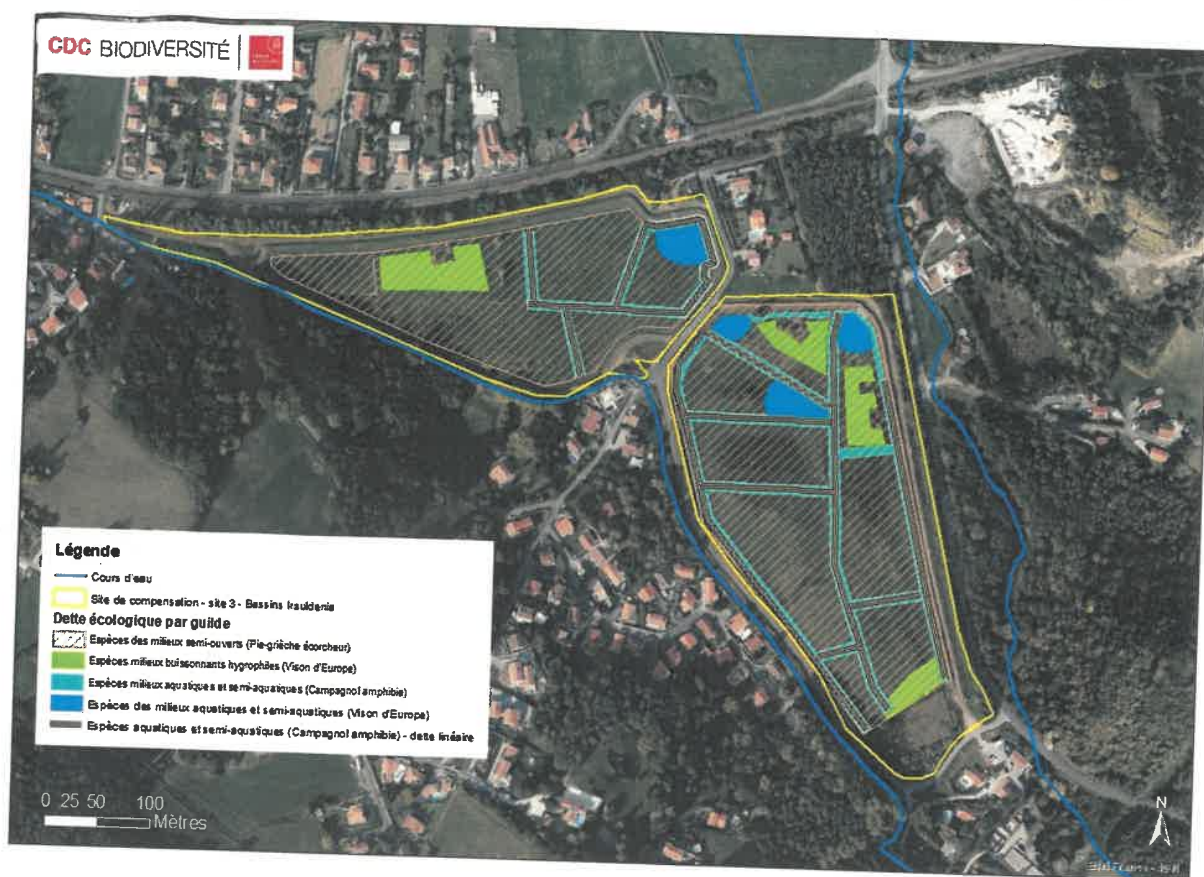 CDC BIODIVERSITÉ
Légende
Cours d'eau
Site de compensation - site 3 - Bassins Irauldenia
Dette écologique par guilde
Espèces des milieux semi-ouverts (Pie-grièche écorcheur)
Espèces milieux buissonnants hygrophiles (Vison d'Europe)
Espèces milieux aquatiques et semi-aquatiques (Campagnol amphibie)
Espèces des milieux aquatiques et semi-aquatiques (Vison d'Europe)
Espèces aquatiques et semi-aquatiques (Campagnol amphibie) - dette linéaire
0 25 50 100
Mètres
N